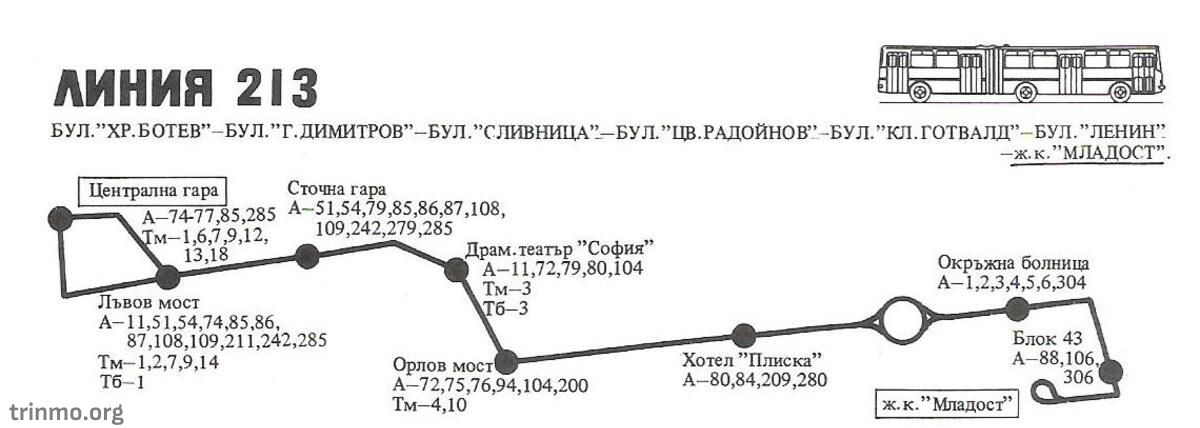 ЛИНИЯ 213
БУЛ."ХР.БОТЕВ"–БУЛ."Г.ДИМИТРОВ"–БУЛ."СЛИВНИЦА"–БУЛ."ЦВ.РАДОЙНОВ"–БУЛ."КЛ.ГОТВАЛД"–БУЛ."ЛЕНИН"
–ж.к."МЛАДОСТ".
Централна гара
А–74-77,85,285
Тм–1,6,7,9,12,
13,18
Сточна гара
А–51,54,79,85,86,87,108,
109,242,279,285
Драм.театър "София"
А–11,72,79,80,104
Тм–3
Тб–3
Окръжна болница
А–1,2,3,4,5,6,304
Лъвов мост
А–11,51,54,74,85,86,
87,108,109,211,242,285
Тм–1,2,7,9,14
Тб–1
Орлов мост
А–72,75,76,94,104,200
Тм–4,10
Хотел "Плиска"
А–80,84,209,280
Блок 43
А–88,106,
306
ж.к."Младост"
trinmo.org